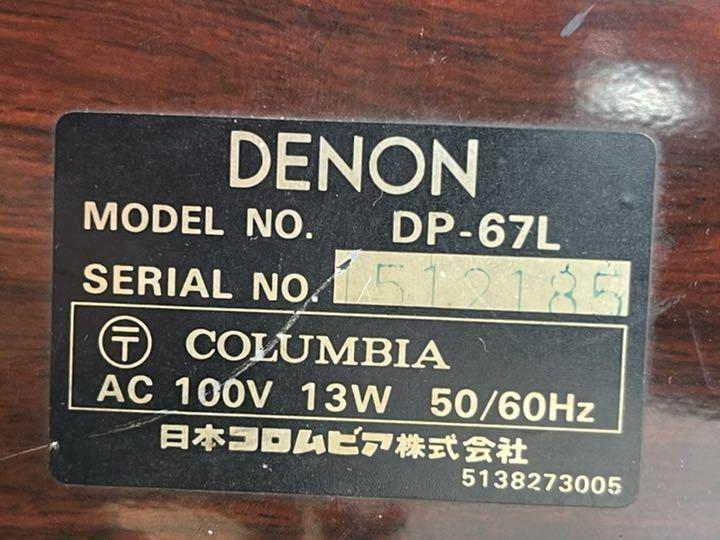 DENON
MODEL NO. DP-67L
SERIAL NO. 1512185
〒 COLUMBIA
AC 100V 13W 50/60Hz
日本コロムビア株式会社
5138273005